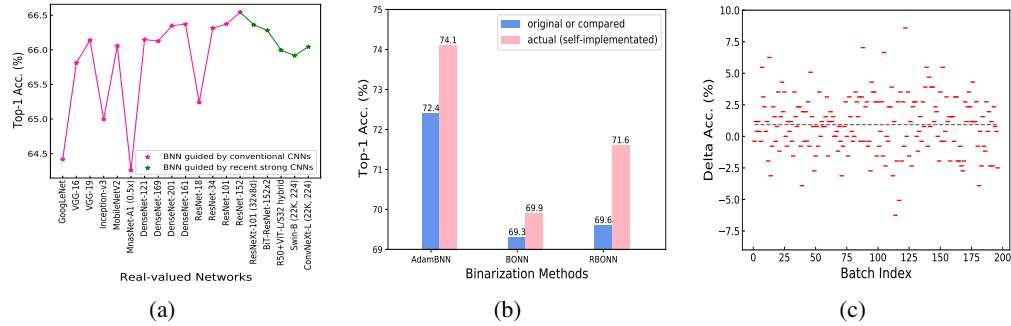 66.5
66.0
65.5
65.0
64.5
Top-1 Acc. (%)
BNN guided by conventional CNNs
BNN guided by recent strong CNNs
GoogLeNet
VGG-16
VGG-19
Inception-v3
MobileNetV2
MnasNet-A1 (0.5x)
DenseNet-121
DenseNet-169
DenseNet-201
DenseNet-161
ResNet-18
ResNet-34
ResNet-101
ResNet-152
ResNeXt-101 (32x8d)
BiT-ResNet-152x2
R50+ViT-L/S32 hybrid
Swin-B (22K, 224)
ConvNeXt-L (22K, 224)
Real-valued Networks
(a)
75
74
73
72
71
70
69
Top-1 Acc. (%)
original or compared
actual (self-implementated)
72.4
74.1
69.3
69.9
69.6
71.6
AdamBNN
BONN
RBONN
Binarization Methods
(b)
10.0
7.5
5.0
2.5
0.0
−2.5
−5.0
−7.5
Delta Acc. (%)
0
25
50
75
100
125
150
175
200
Batch Index
(c)